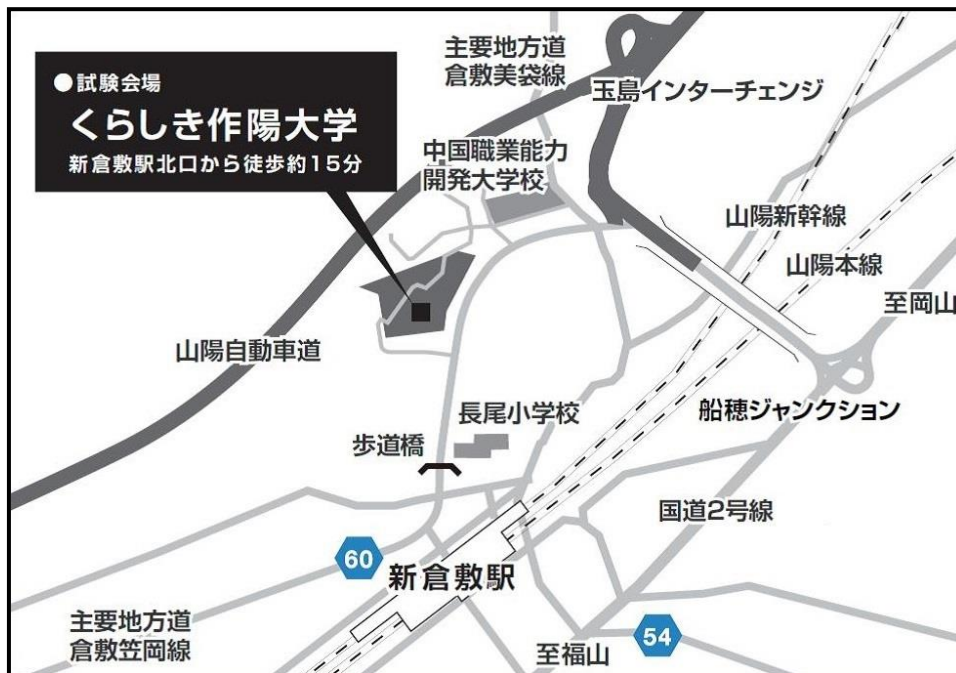 ●試験会場
くらしき作陽大学
新倉敷駅北口から徒歩約15分
主要地方道
倉敷美袋線
玉島インターチェンジ
中国職業能力
開発大学校
山陽新幹線
山陽本線
至岡山
山陽自動車道
船穂ジャンクション
長尾小学校
歩道橋
国道2号線
60
新倉敷駅
主要地方道
倉敷笠岡線
54
至福山